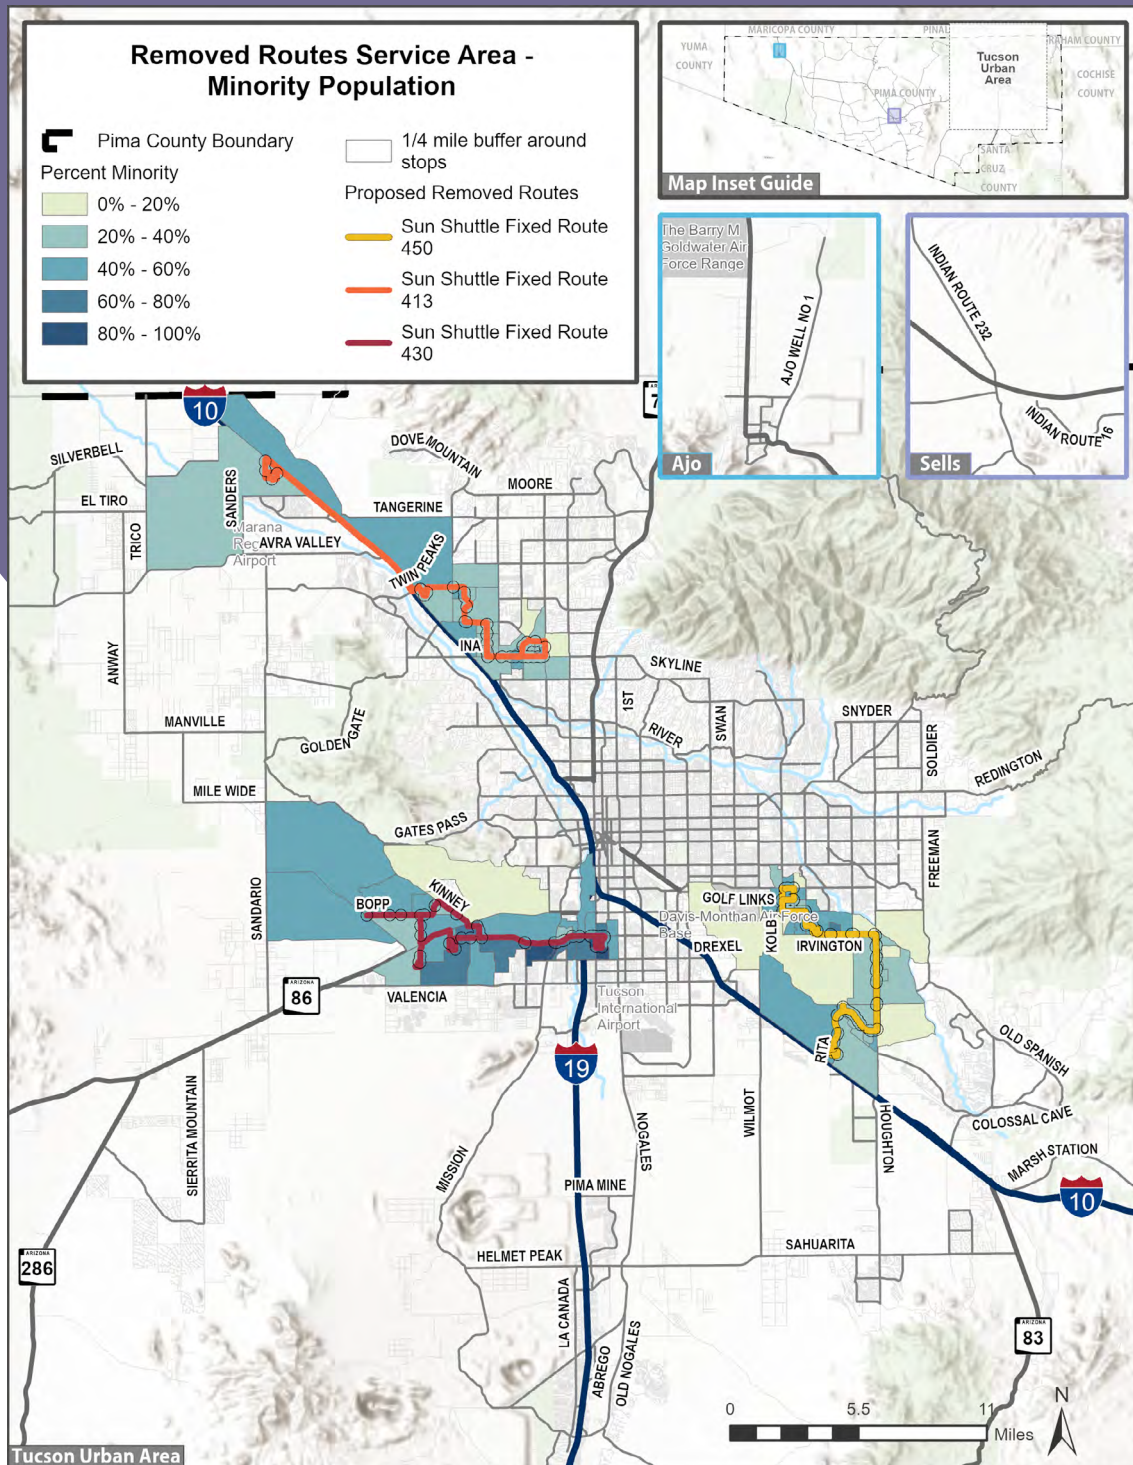 Removed Routes Service Area -
Minority Population
Pima County Boundary
Percent Minority
0% - 20%
20% - 40%
40% - 60%
60% - 80%
80% - 100%
1/4 mile buffer around
stops
Proposed Removed Routes
Sun Shuttle Fixed Route
450
Sun Shuttle Fixed Route
413
Sun Shuttle Fixed Route
430
MARICOPA COUNTY
PINAL
RAHAM COUNTY
YUMA
COUNTY
Tucson
Urban
Area
COCHISE
COUNTY
PIMA COUNTY
SANTA
CRUZ
COUNTY
Map Inset Guide
The Barry M
Goldwater Air
Force Range
AJO WELL NO 1
Ajo
INDIAN ROUTE 232
INDIAN ROUTE 16
Sells
10
7
SILVERBELL
DOVE MOUNTAIN
MOORE
EL TIRO
SANDERS
TANGERINE
TRICO
Marana
Reg
Airport
AVRA VALLEY
TWIN PEAKS
INA
SKYLINE
ANWAY
1ST
SWAN
MANVILLE
GOLDEN GATE
RIVER
SNYDER
SOLDIER
REDINGTON
MILE WIDE
GATES PASS
FREEMAN
SANDARIO
BOPP
KINNEY
GOLF LINKS
KOLB
Davis-Monthan Air Force
Base
DREXEL
IRVINGTON
ARIZONA
86
VALENCIA
Tucson
International
Airport
RITA
OLD SPANISH
19
SIERRITA MOUNTAIN
MISSION
NOGALES
WILMOT
HOUGHTON
COLOSSAL CAVE
MARSH STATION
PIMA MINE
10
ARIZONA
286
HELMET PEAK
SAHUARITA
LA CANADA
ABREGO
OLD NOGALES
ARIZONA
83
0
5.5
11
Miles
N
Tucson Urban Area